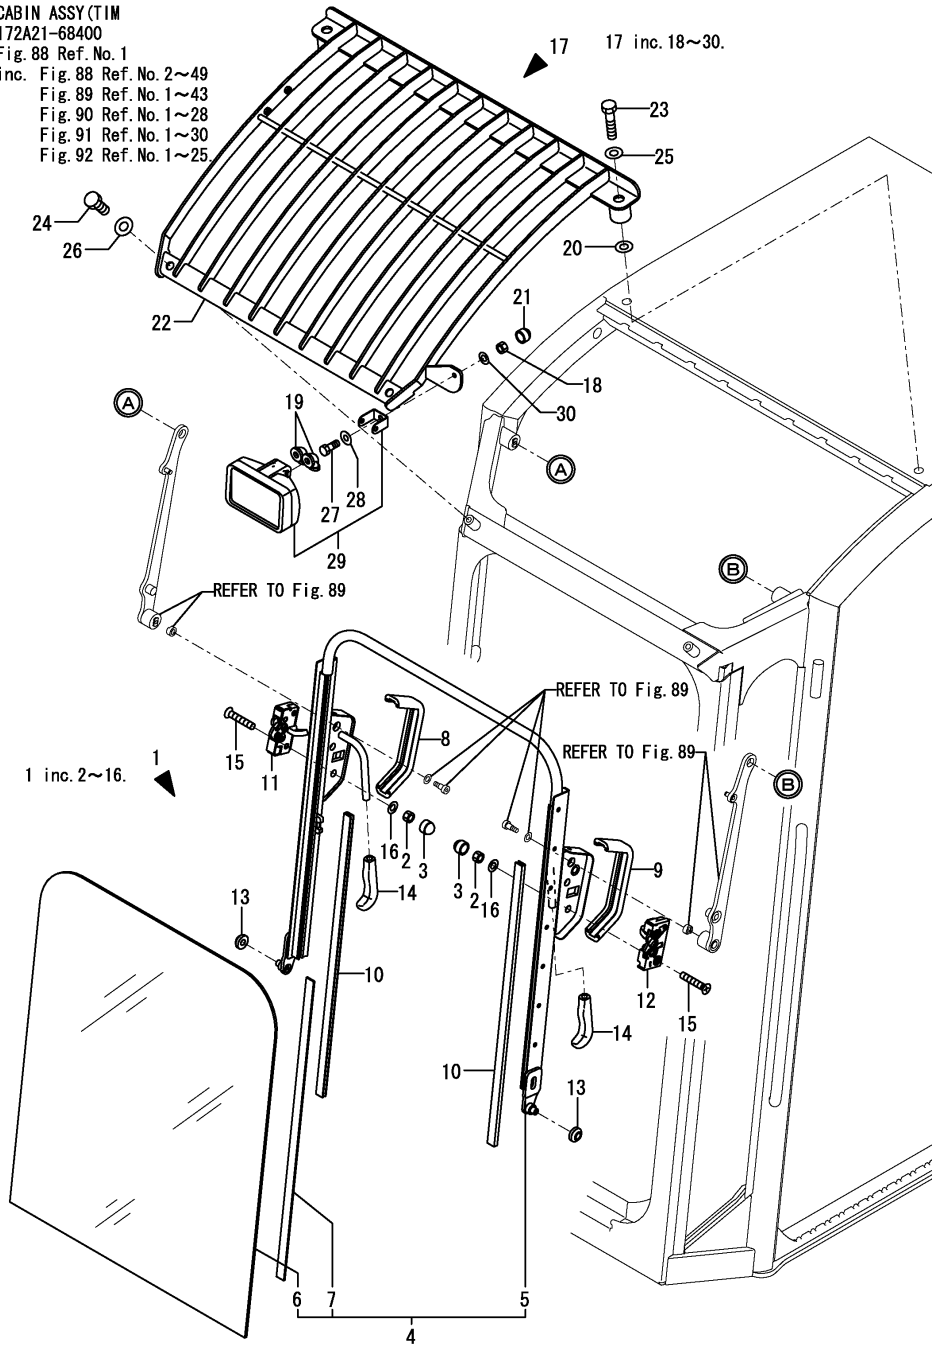 CABIN ASSY(TIM
172A21-68400
Fig.88 Ref.No.1
inc. Fig.88 Ref.No.2~49
Fig.89 Ref.No.1~43
Fig.90 Ref.No.1~28
Fig.91 Ref.No.1~30
Fig.92 Ref.No.1~25.
17
17 inc.18~30.
23
25
24
26
20
22
21
18
30
A
19
A
27
28
29
B
REFER TO Fig.89
REFER TO Fig.89
8
REFER TO Fig.89
15
11
1
1 inc.2~16.
B
16
2
3
3
2
16
9
14
13
10
12
15
14
10
13
6
7
5
4